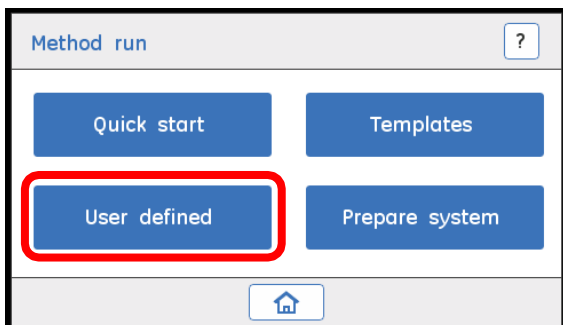 Method run ?
Quick start Templates
User defined Prepare system